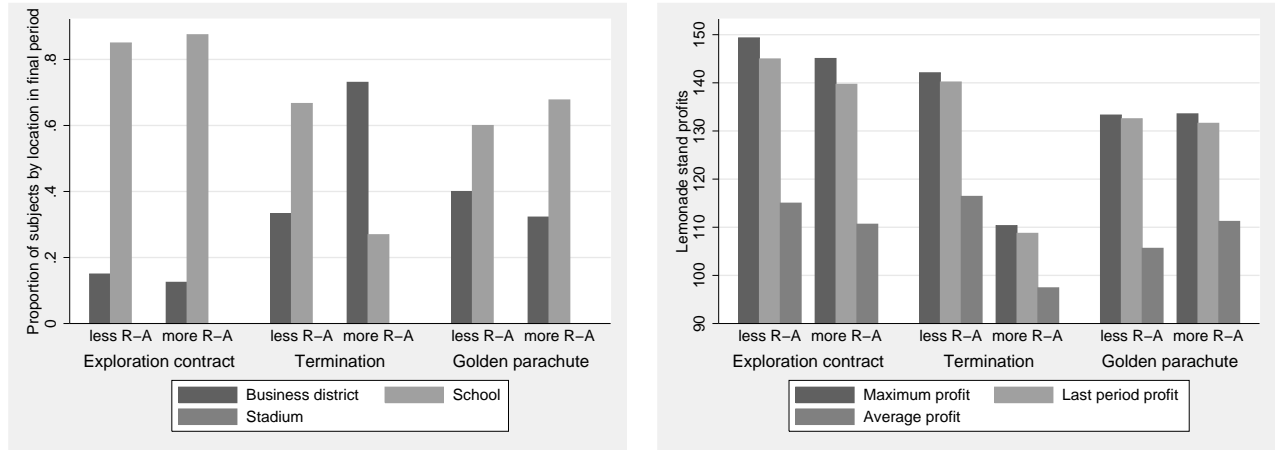 Proportion of subjects by location in final period
.8
.6
.4
.2
0
less R−A more R−A less R−A more R−A less R−A more R−A
Exploration contract Termination Golden parachute
Business district School
Stadium
Lemonade stand profits
150
140
130
120
110
100
90
less R−A more R−A less R−A more R−A less R−A more R−A
Exploration contract Termination Golden parachute
Maximum profit Last period profit
Average profit